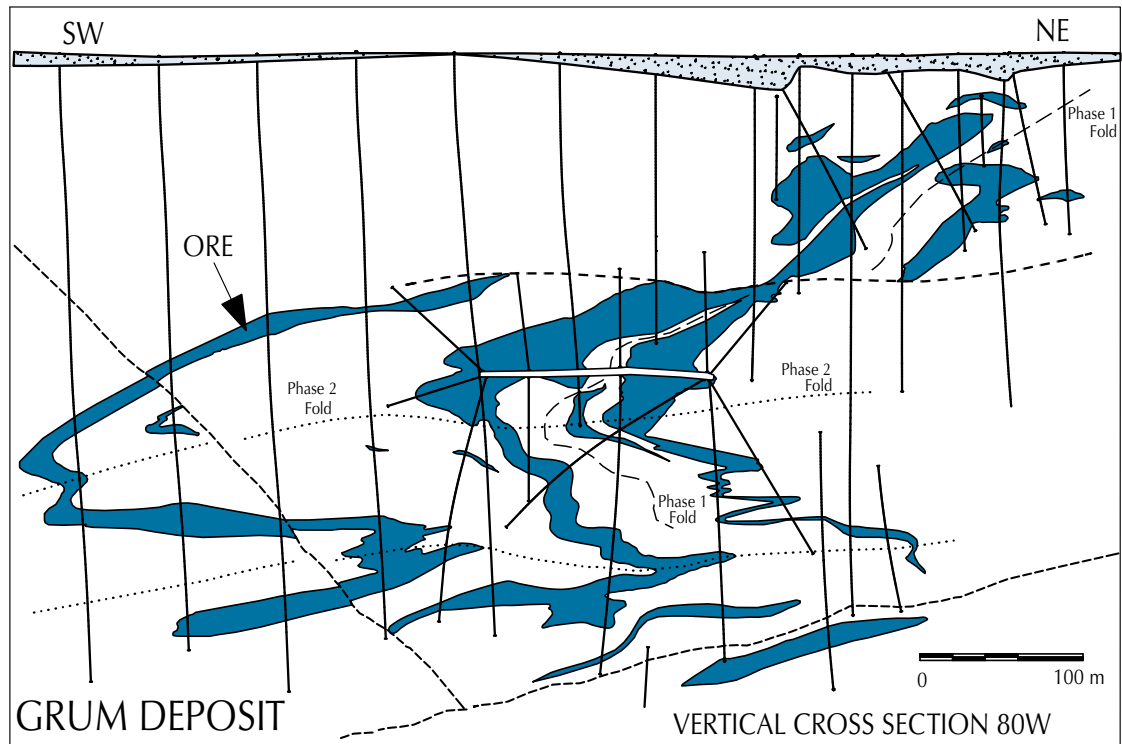 SW
NE
Phase 1
Fold
ORE
Phase 2
Fold
Phase 2
Fold
Phase 1
Fold
0
100 m
GRUM DEPOSIT
VERTICAL CROSS SECTION 80W